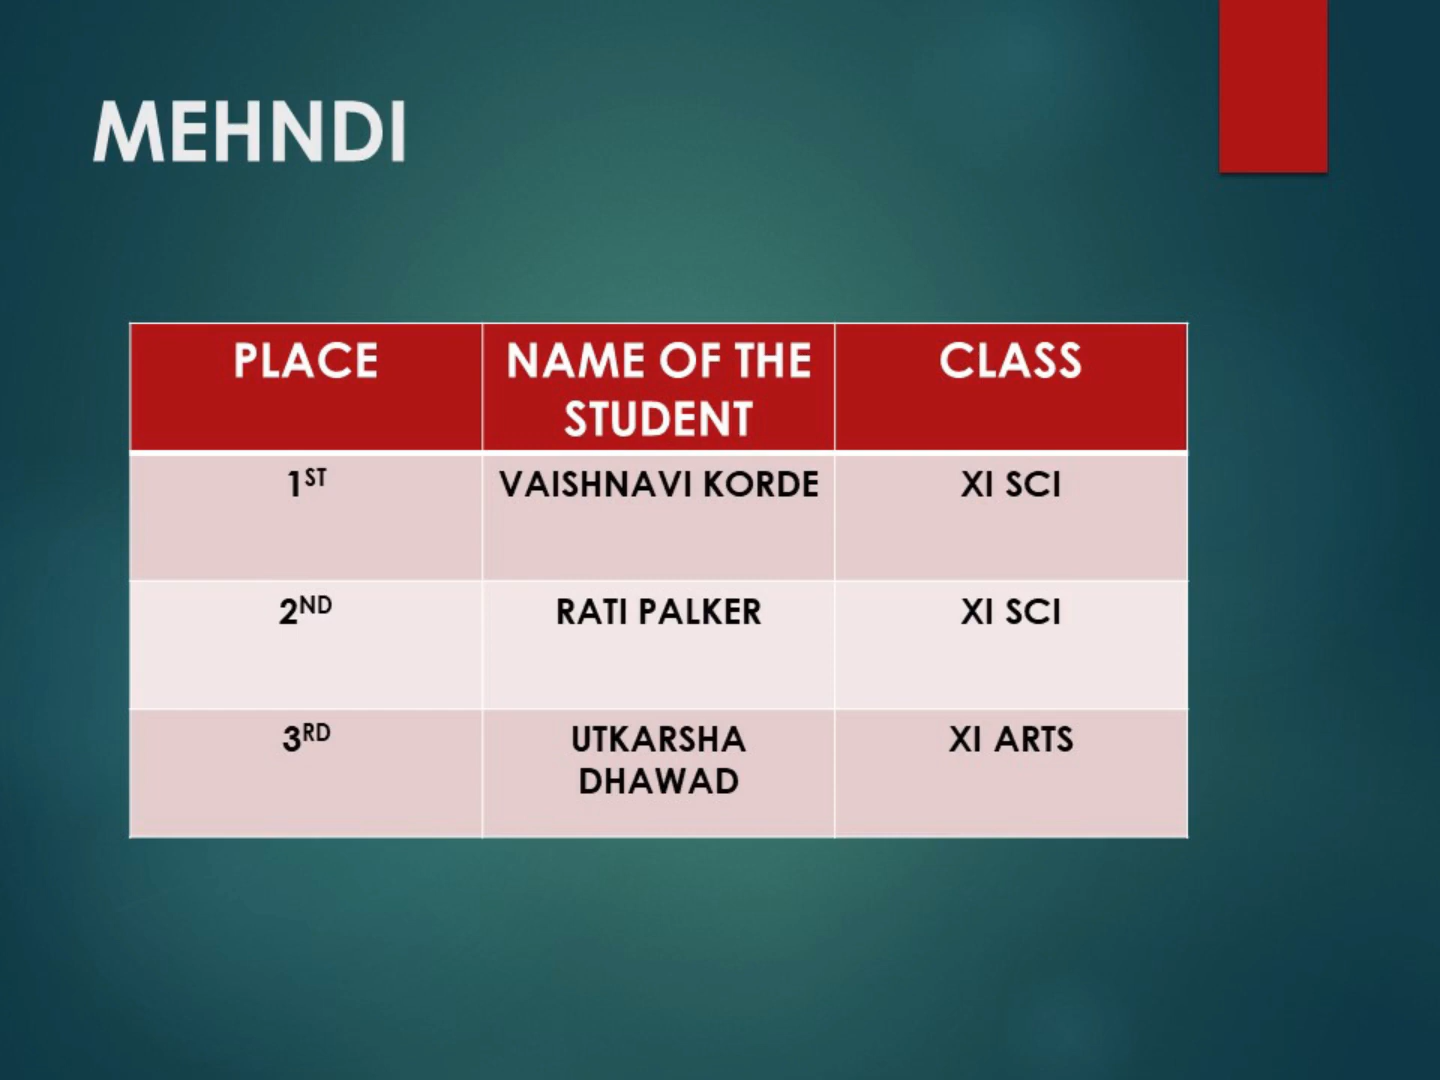 MEHNDI
PLACE
NAME OF THE
STUDENT
CLASS
1ST
VAISHNAVI KORDE
XI SCI
2ND
RATI PALKER
XI SCI
3RD
UTKARSHA
DHAWAD
XI ARTS